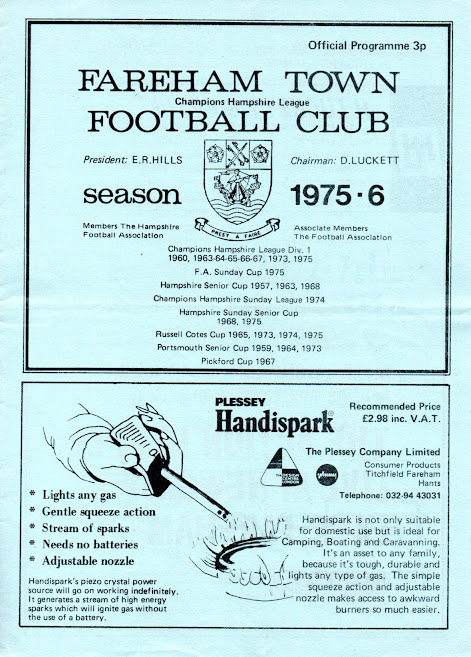 Official Programme 3p
FAREHAM TOWN
Champions Hampshire League
FOOTBALL CLUB
President: E.R.HILLS
Chairman: D.LUCKETT
season
1975·6
Members The Hampshire
Football Association
Associate Members
The Football Association
PREST A FAIRE
Champions Hampshire League Div. 1
1960, 1963-64-65-66-67, 1973, 1975
F.A. Sunday Cup 1975
Hampshire Senior Cup 1957, 1963, 1968
Champions Hampshire Sunday League 1974
Hampshire Sunday Senior Cup
1968, 1975
Russell Cotes Cup 1965, 1973, 1974, 1975
Portsmouth Senior Cup 1959, 1964, 1973
Pickford Cup 1967
PLESSEY
Handispark®
Recommended Price
£2.98 inc. V.A.T.
The Plessey Company Limited
Consumer Products
Titchfield Fareham
Hants
Telephone: 032-94 43031
* Lights any gas
* Gentle squeeze action
* Stream of sparks
* Needs no batteries
* Adjustable nozzle
Handispark's piezo crystal power
source will go on working indefinitely.
It generates a stream of high energy
sparks which will ignite gas without
the use of a battery.
Handispark is not only suitable
for domestic use but is ideal for
Camping, Boating and Caravanning.
It's an asset to any family,
because it's tough, durable and
lights any type of gas. The simple
squeeze action and adjustable
nozzle makes access to awkward
burners so much easier.